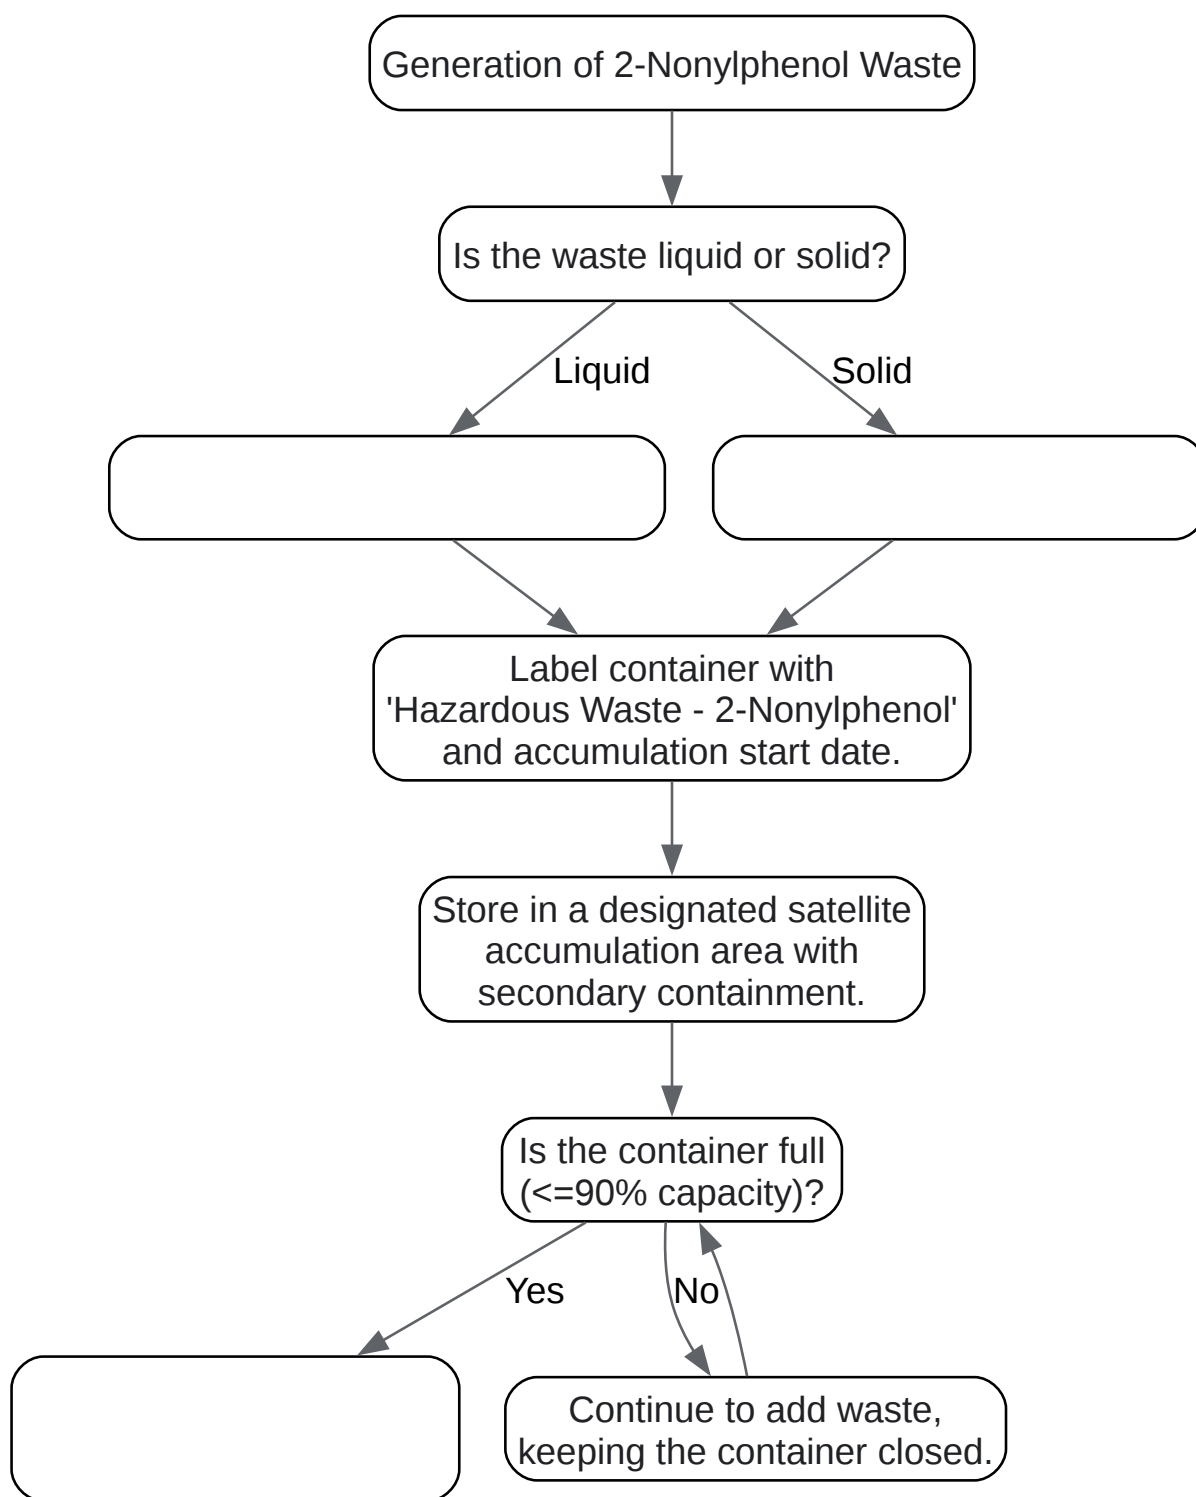 Generation of 2-Nonylphenol Waste
Is the waste liquid or solid?
Liquid
Solid
Label container with
'Hazardous Waste - 2-Nonylphenol'
and accumulation start date.
Store in a designated satellite
accumulation area with
secondary containment.
Is the container full
(<=90% capacity)?
Yes
No
Continue to add waste,
keeping the container closed.